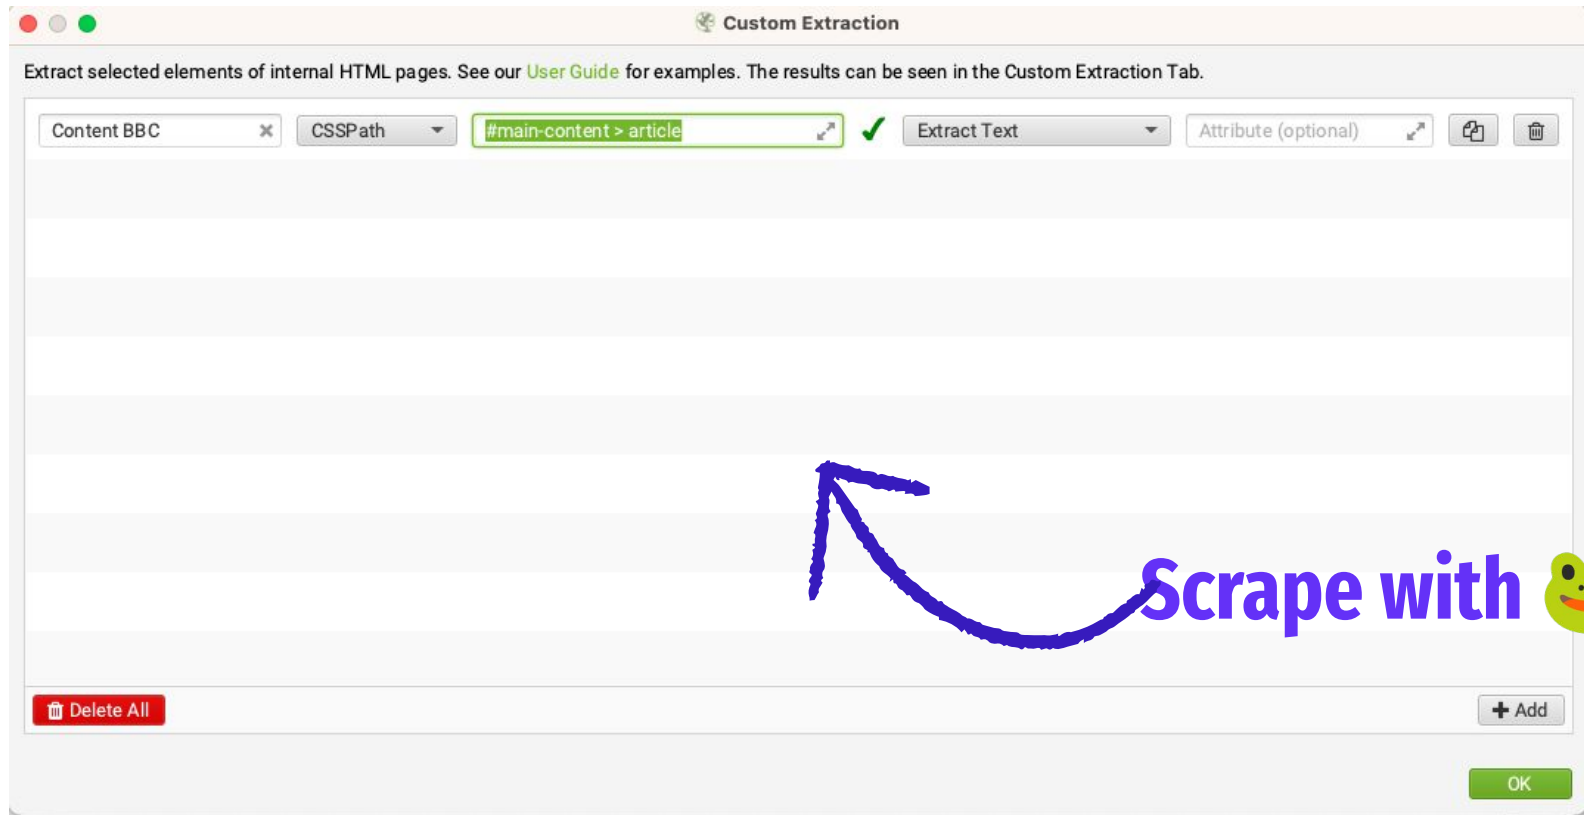 Custom Extraction
Extract selected elements of internal HTML pages. See our User Guide for examples. The results can be seen in the Custom Extraction Tab.
Content BBC CSSPath #main-content > article Extract Text Attribute (optional)
Scrape with
Delete All Add
OK